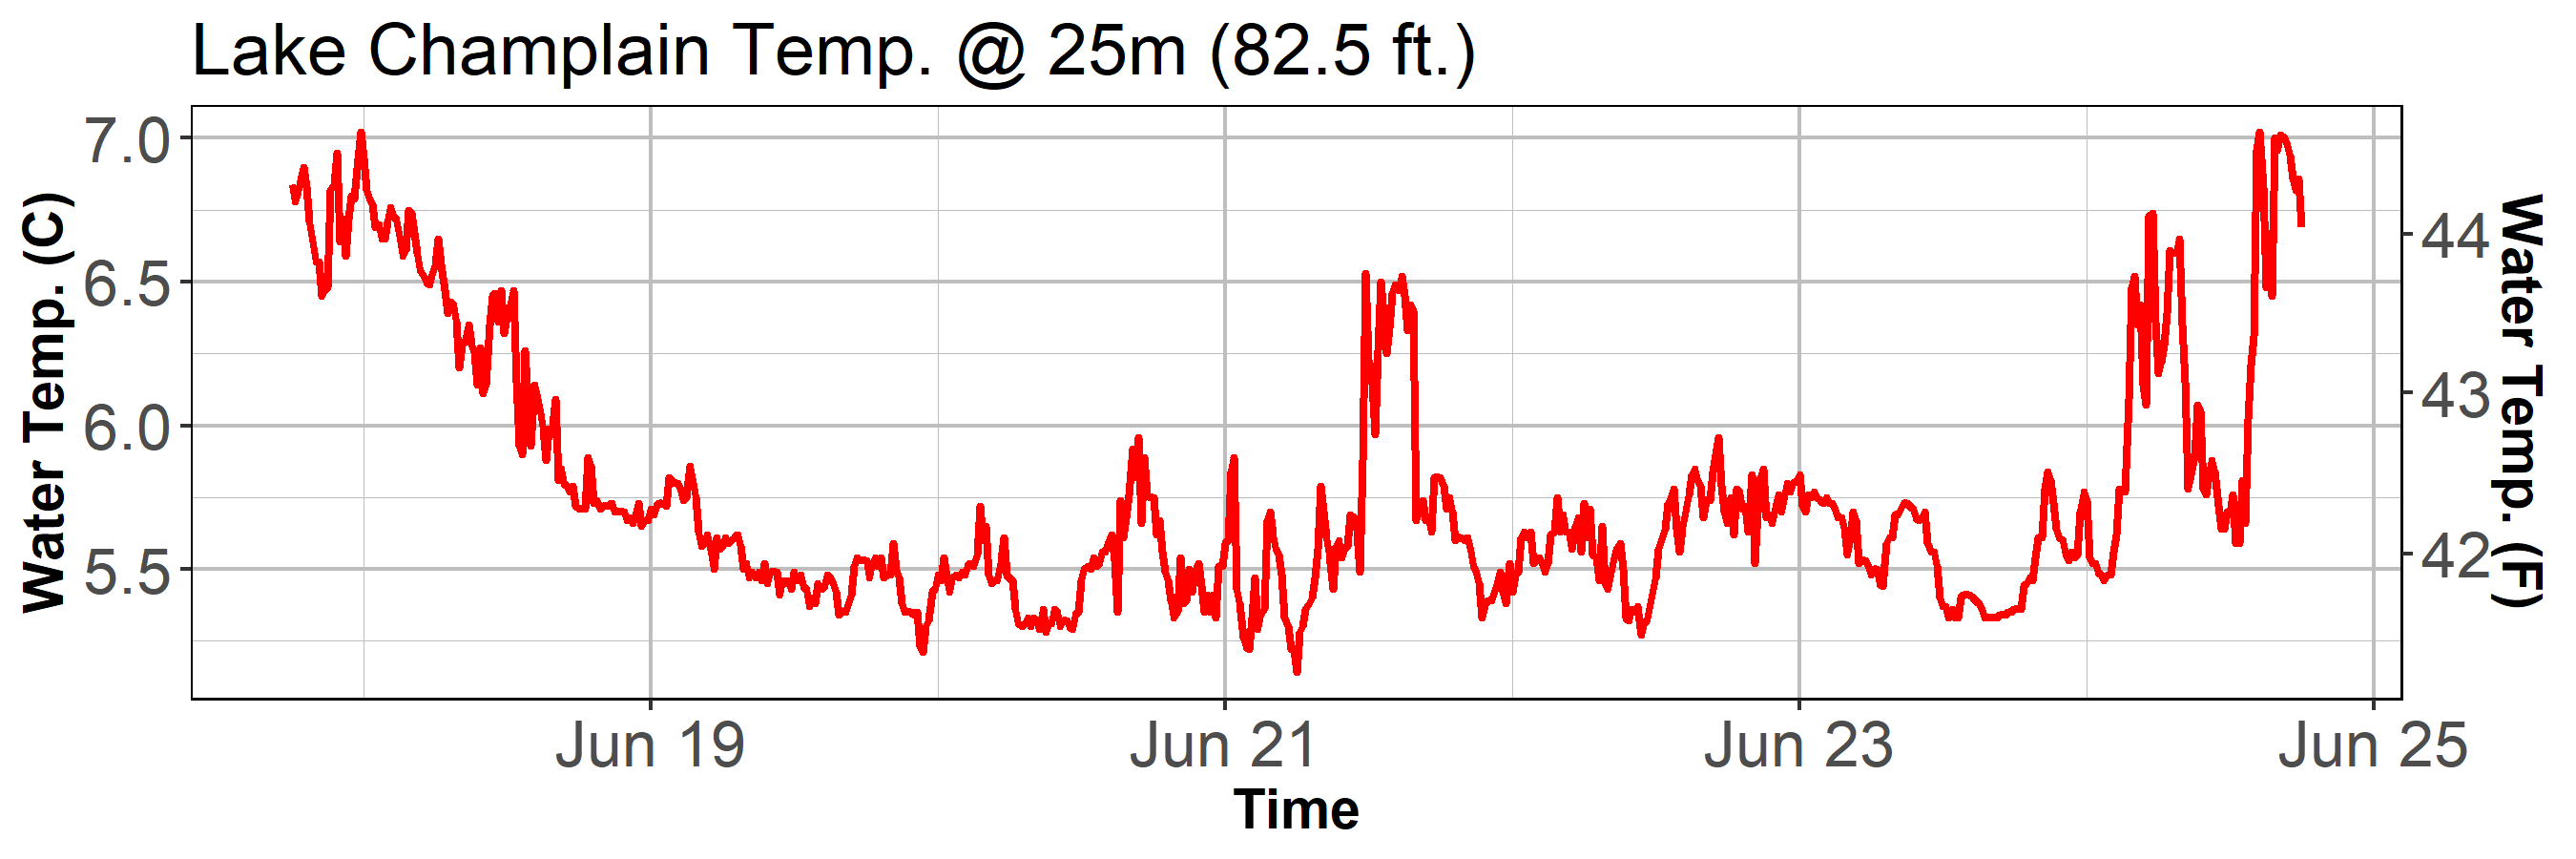 Lake Champlain Temp. @ 25m (82.5 ft.)
Water Temp. (C)
7.0
6.5
6.0
5.5
44
43
42
Water Temp. (F)
Jun 19
Jun 21
Jun 23
Jun 25
Time